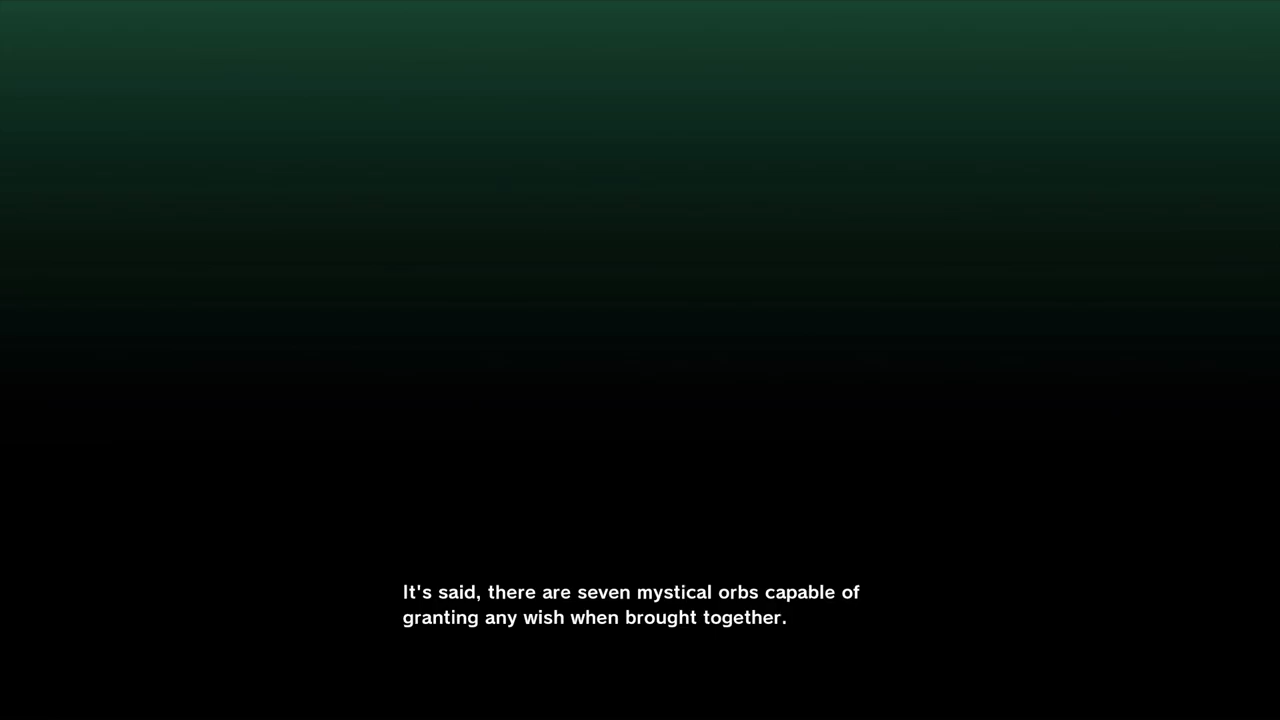 It's said, there are seven mystical orbs capable of
granting any wish when brought together.